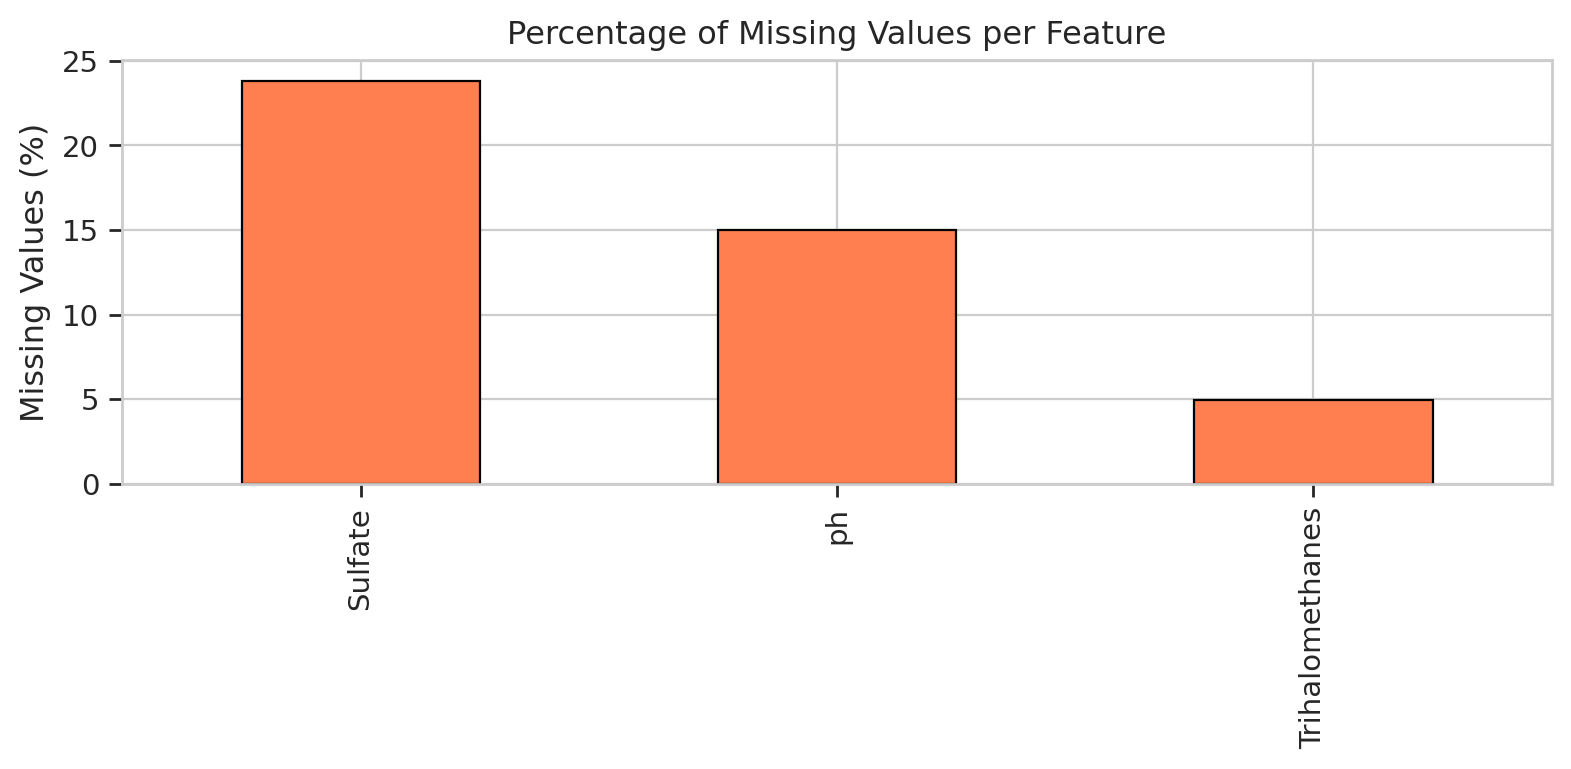 Percentage of Missing Values per Feature
Missing Values (%)
25
20
15
10
5
0
Sulfate
ph
Trihalomethanes